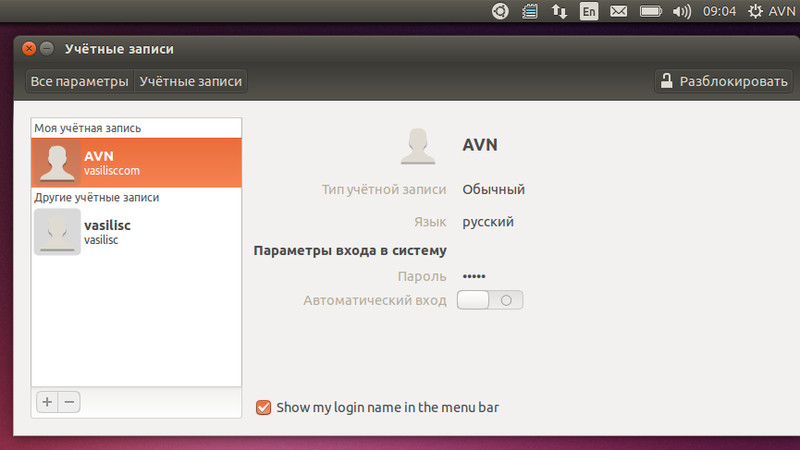 En 09:04 AVN
Учётные записи
Все параметры Учётные записи Разблокировать
Моя учётная запись
AVN
vasilisccom
Другие учётные записи
vasilisc
vasilisc
AVN
Тип учётной записи Обычный
Язык русский
Параметры входа в систему
Пароль •••••
Автоматический вход
Show my login name in the menu bar